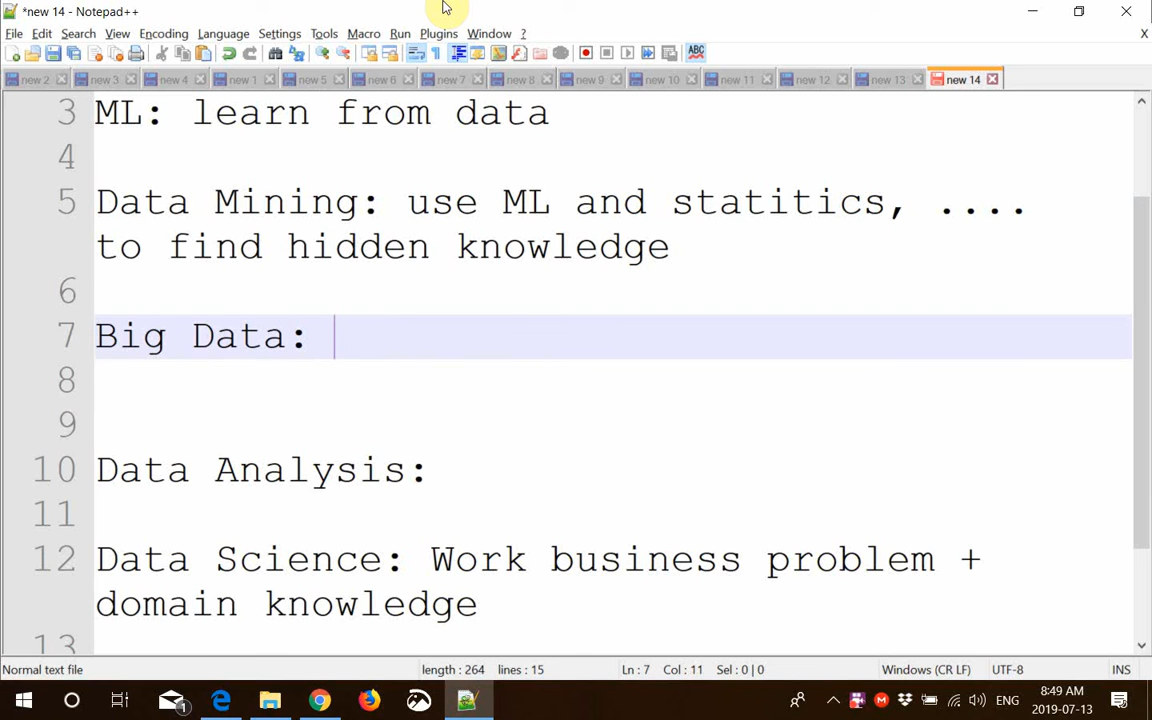 *new 14 - Notepad++
File Edit Search View Encoding Language Settings Tools Macro Run Plugins Window ? X
ABC
new 2 new 3 new 4 new 1 new 5 new 6 new 7 new 8 new 9 new 10 new 11 new 12 new 13 new 14
3 ML: learn from data
4
5 Data Mining: use ML and statitics, ....
to find hidden knowledge
6
7 Big Data:
8
9
10 Data Analysis:
11
12 Data Science: Work business problem +
domain knowledge
13
Normal text file length : 264 lines : 15 Ln : 7 Col : 11 Sel : 0 | 0 Windows (CR LF) UTF-8 INS
1 ENG 8:49 AM
2019-07-13